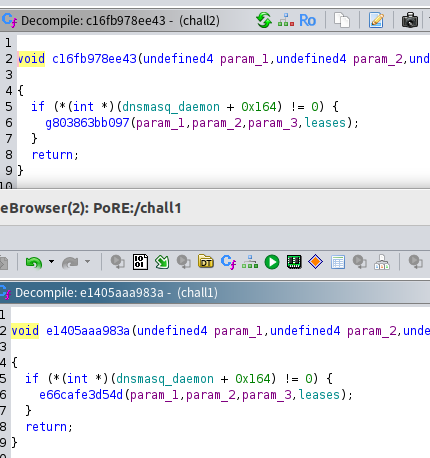 Decompile: c16fb978ee43 - (chall2)
Ro
1
2 void c16fb978ee43(undefined4 param_1,undefined4 param_2,und
3
4 {
5 if (*(int *)(dnsmasq_daemon + 0x164) != 0) {
6 g803863bb097(param_1,param_2,param_3,leases);
7 }
8 return;
9 }
10
eBrowser(2): PoRE:/chall1
DT
Decompile: e1405aaa983a - (chall1)
1
2 void e1405aaa983a(undefined4 param_1,undefined4 param_2,unde
3
4 {
5 if (*(int *)(dnsmasq_daemon + 0x164) != 0) {
6 e66cafe3d54d(param_1,param_2,param_3,leases);
7 }
8 return;
9 }